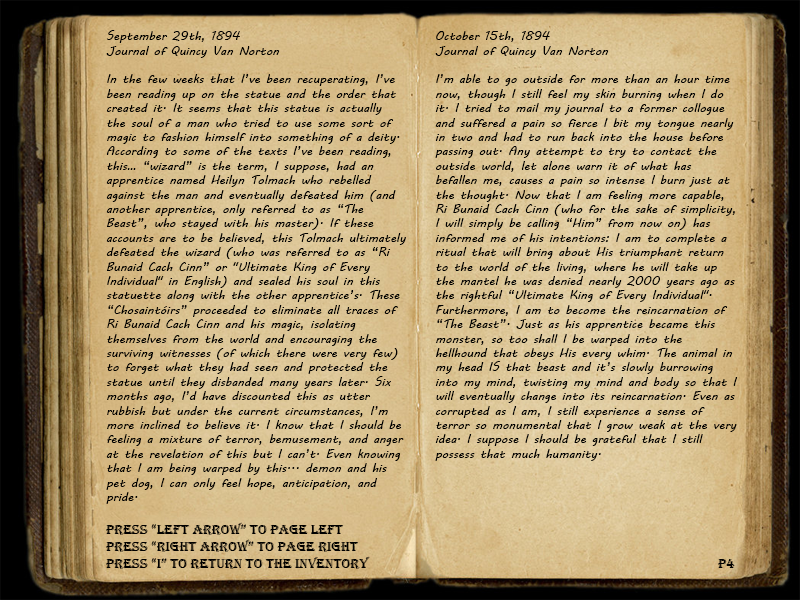 September 29th, 1894
Journal of Quincy Van Norton
In the few weeks that I've been recuperating, I've
been reading up on the statue and the order that
created it. It seems that this statue is actually
the soul of a man who tried to use some sort of
magic to fashion himself into something of a deity.
According to some of the texts I've been reading,
this... "wizard" is the term, I suppose, had an
apprentice named Heilyn Tolmach who rebelled
against the man and eventually defeated him (and
another apprentice, only referred to as "The
Beast", who stayed with his master). If these
accounts are to be believed, this Tolmach ultimately
defeated the wizard (who was referred to as "Ri
Bunaid Cach Cinn" or "Ultimate King of Every
Individual" in English) and sealed his soul in this
statuette along with the other apprentice's. These
"Chosaintóirs" proceeded to eliminate all traces of
Ri Bunaid Cach Cinn and his magic, isolating
themselves from the world and encouraging the
surviving witnesses (of which there were very few)
to forget what they had seen and protected the
statue until they disbanded many years later. Six
months ago, I'd have discounted this as utter
rubbish but under the current circumstances, I'm
more inclined to believe it. I know that I should be
feeling a mixture of terror, bemusement, and anger
at the revelation of this but I can't. Even knowing
that I am being warped by this... demon and his
pet dog, I can only feel hope, anticipation, and
pride.
PRESS "LEFT ARROW" TO PAGE LEFT
PRESS "RIGHT ARROW" TO PAGE RIGHT
PRESS "I" TO RETURN TO THE INVENTORY
October 15th, 1894
Journal of Quincy Van Norton
I'm able to go outside for more than an hour time
now, though I still feel my skin burning when I do
it. I tried to mail my journal to a former collogue
and suffered a pain so fierce I bit my tongue nearly
in two and had to run back into the house before
passing out. Any attempt to try to contact the
outside world, let alone warn it of what has
befallen me, causes a pain so intense I burn just at
the thought. Now that I am feeling more capable,
Ri Bunaid Cach Cinn (who for the sake of simplicity,
I will simply be calling "Him" from now on) has
informed me of his intentions: I am to complete a
ritual that will bring about His triumphant return
to the world of the living, where he will take up
the mantel he was denied nearly 2000 years ago as
the rightful "Ultimate King of Every Individual".
Furthermore, I am to become the reincarnation of
"The Beast". Just as his apprentice became this
monster, so too shall I be warped into the
hellhound that obeys His every whim. The animal in
my head IS that beast and it's slowly burrowing
into my mind, twisting my mind and body so that I
will eventually change into its reincarnation. Even as
corrupted as I am, I still experience a sense of
terror so monumental that I grow weak at the very
idea. I suppose I should be grateful that I still
possess that much humanity.
P4